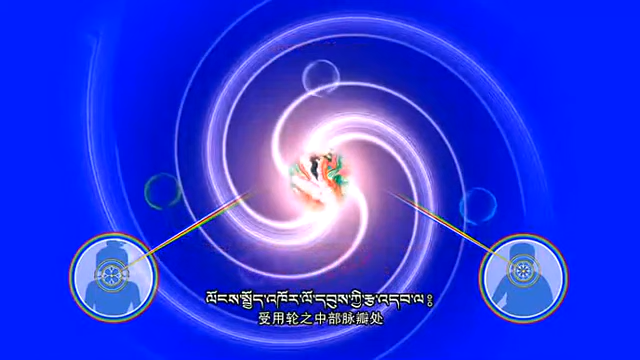 ལོངས་སྤྱོད་འཁོར་ལོ་དབུས་ཀྱི་རྩ་འདབ་ལ༔
受用轮之中部脉瓣处